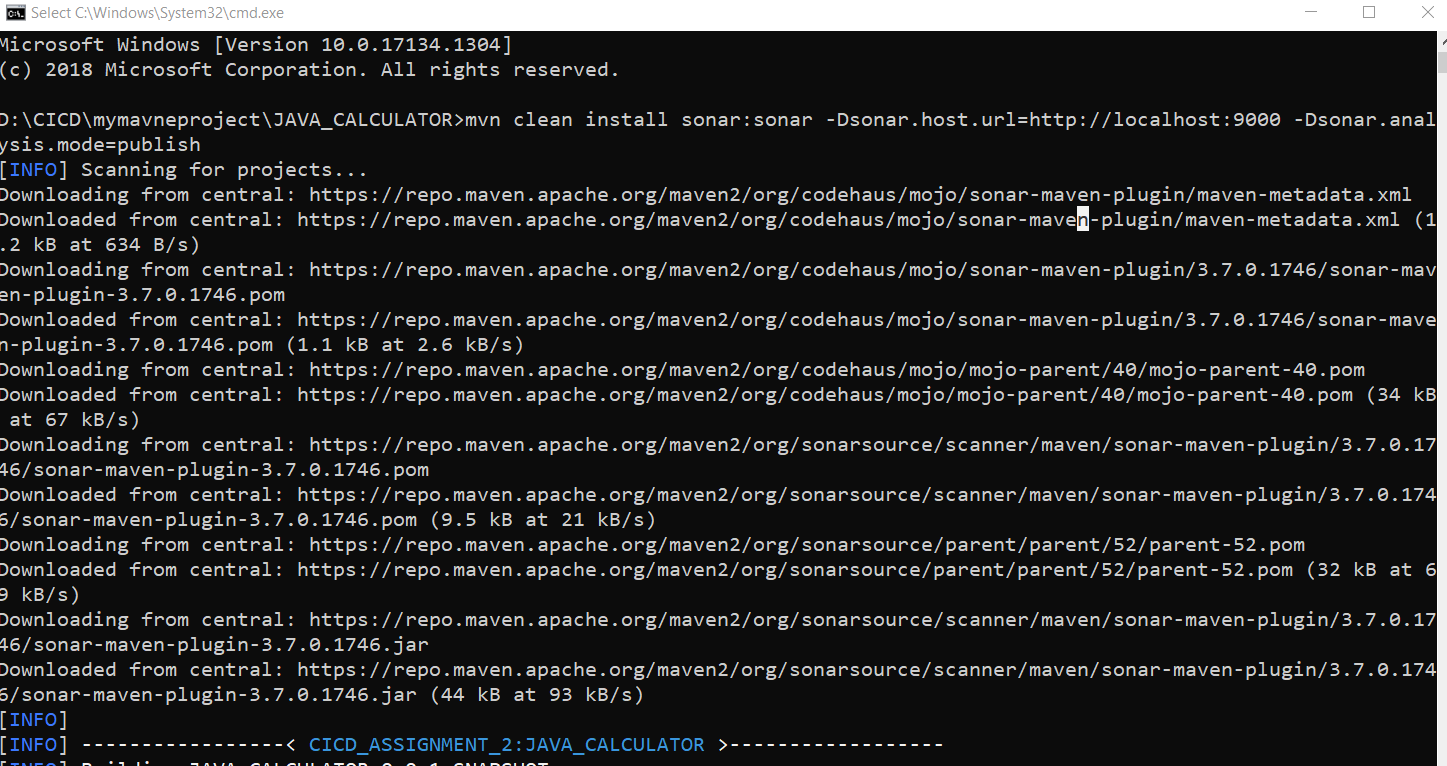 Select C:\Windows\System32\cmd.exe
Microsoft Windows [Version 10.0.17134.1304]
(c) 2018 Microsoft Corporation. All rights reserved.
D:\CICD\mymavneproject\JAVA_CALCULATOR>mvn clean install sonar:sonar -Dsonar.host.url=http://localhost:9000 -Dsonar.anal
ysis.mode=publish
[INFO] Scanning for projects...
Downloading from central: https://repo.maven.apache.org/maven2/org/codehaus/mojo/sonar-maven-plugin/maven-metadata.xml
Downloaded from central: https://repo.maven.apache.org/maven2/org/codehaus/mojo/sonar-maven-plugin/maven-metadata.xml (1
.2 kB at 634 B/s)
Downloading from central: https://repo.maven.apache.org/maven2/org/codehaus/mojo/sonar-maven-plugin/3.7.0.1746/sonar-mav
en-plugin-3.7.0.1746.pom
Downloaded from central: https://repo.maven.apache.org/maven2/org/codehaus/mojo/sonar-maven-plugin/3.7.0.1746/sonar-mave
n-plugin-3.7.0.1746.pom (1.1 kB at 2.6 kB/s)
Downloading from central: https://repo.maven.apache.org/maven2/org/codehaus/mojo/mojo-parent/40/mojo-parent-40.pom
Downloaded from central: https://repo.maven.apache.org/maven2/org/codehaus/mojo/mojo-parent/40/mojo-parent-40.pom (34 kB
 at 67 kB/s)
Downloading from central: https://repo.maven.apache.org/maven2/org/sonarsource/scanner/maven/sonar-maven-plugin/3.7.0.17
46/sonar-maven-plugin-3.7.0.1746.pom
Downloaded from central: https://repo.maven.apache.org/maven2/org/sonarsource/scanner/maven/sonar-maven-plugin/3.7.0.174
6/sonar-maven-plugin-3.7.0.1746.pom (9.5 kB at 21 kB/s)
Downloading from central: https://repo.maven.apache.org/maven2/org/sonarsource/parent/parent/52/parent-52.pom
Downloaded from central: https://repo.maven.apache.org/maven2/org/sonarsource/parent/parent/52/parent-52.pom (32 kB at 6
9 kB/s)
Downloading from central: https://repo.maven.apache.org/maven2/org/sonarsource/scanner/maven/sonar-maven-plugin/3.7.0.17
46/sonar-maven-plugin-3.7.0.1746.jar
Downloaded from central: https://repo.maven.apache.org/maven2/org/sonarsource/scanner/maven/sonar-maven-plugin/3.7.0.174
6/sonar-maven-plugin-3.7.0.1746.jar (44 kB at 93 kB/s)
[INFO]
[INFO] -----------------< CICD_ASSIGNMENT_2:JAVA_CALCULATOR >------------------
[INFO] Building JAVA_CALCULATOR 0.0.1-SNAPSHOT